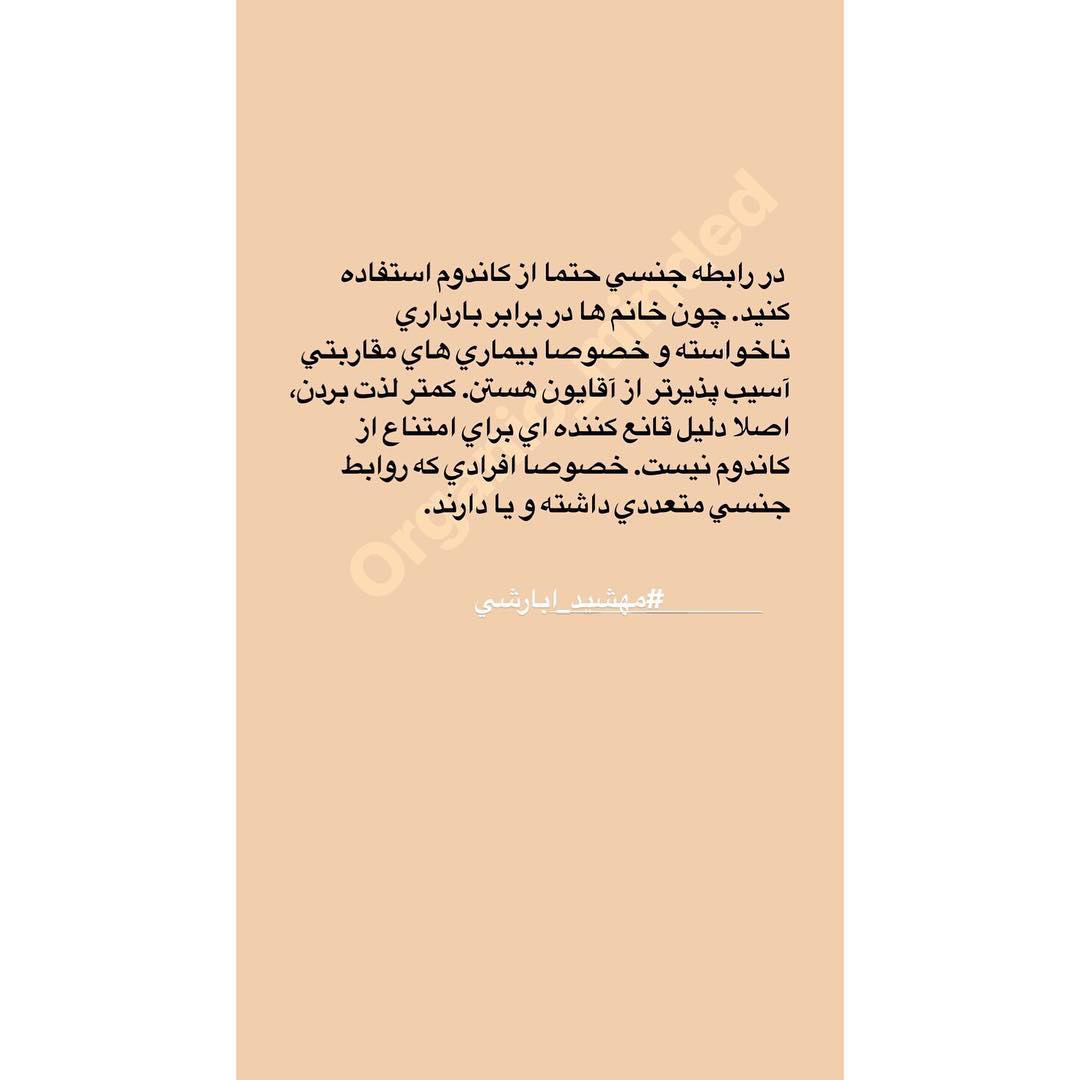 در رابطه جنسي حتما از كاندوم استفاده
كنيد. چون خانم ها در برابر بارداري
ناخواسته و خصوصا بيماري هاي مقاربتي
آسيب پذيرتر از آقايون هستن. كمتر لذت بردن،
اصلا دليل قانع كننده اي براي امتناع از
كاندوم نيست. خصوصا افرادي كه روابط
جنسي متعددي داشته و يا دارند.
#مهشيد_ابارشي
Organic_minded